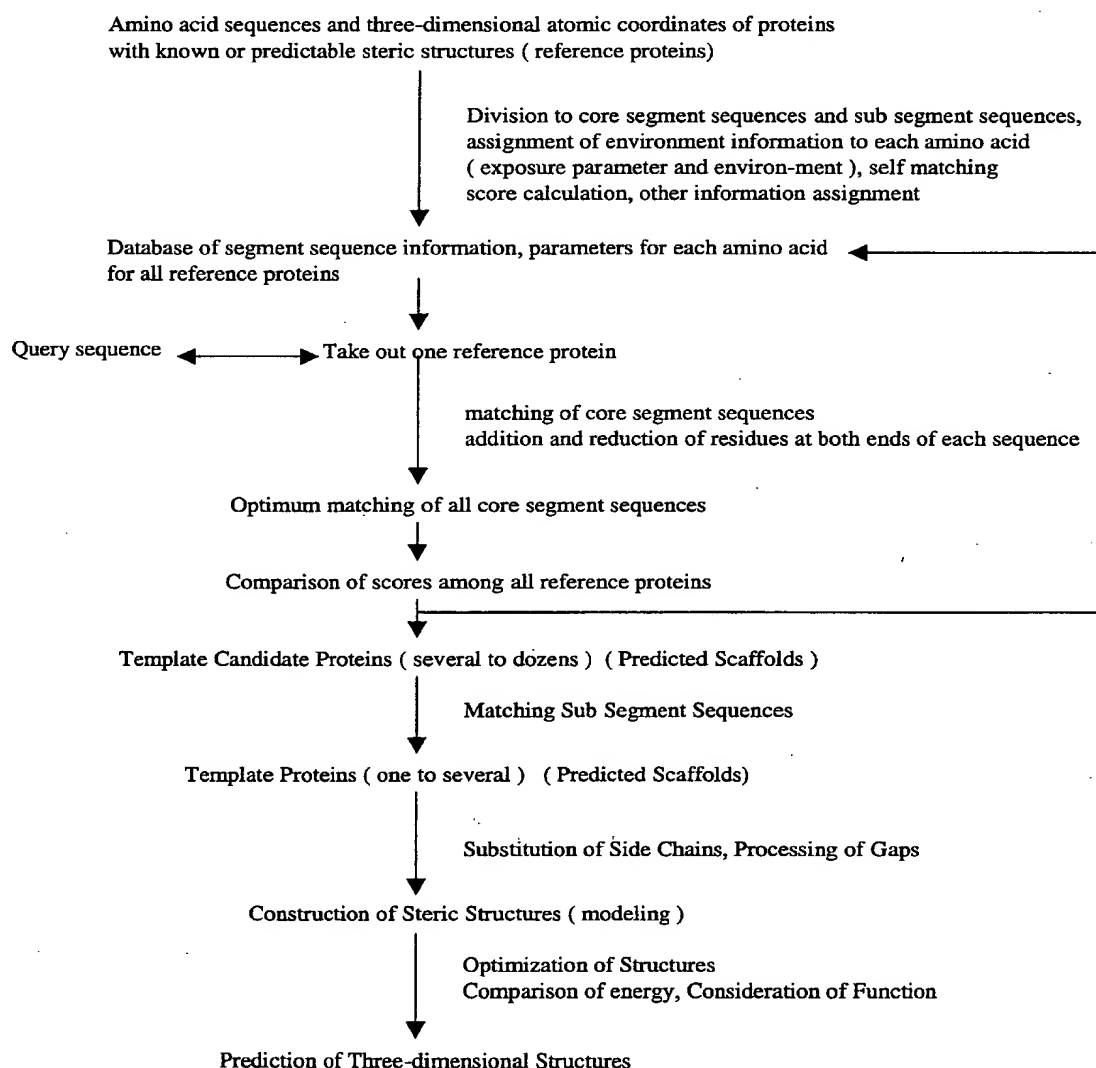 Amino acid sequences and three-dimensional atomic coordinates of proteins
with known or predictable steric structures ( reference proteins)
Division to core segment sequences and sub segment sequences,
assignment of environment information to each amino acid
( exposure parameter and environ-ment ), self matching
score calculation, other information assignment
Database of segment sequence information, parameters for each amino acid
for all reference proteins
Query sequence
Take out one reference protein
matching of core segment sequences
addition and reduction of residues at both ends of each sequence
Optimum matching of all core segment sequences
Comparison of scores among all reference proteins
Template Candidate Proteins ( several to dozens ) ( Predicted Scaffolds )
Matching Sub Segment Sequences
Template Proteins ( one to several ) ( Predicted Scaffolds)
Substitution of Side Chains, Processing of Gaps
Construction of Steric Structures ( modeling )
Optimization of Structures
Comparison of energy, Consideration of Function
Prediction of Three-dimensional Structures